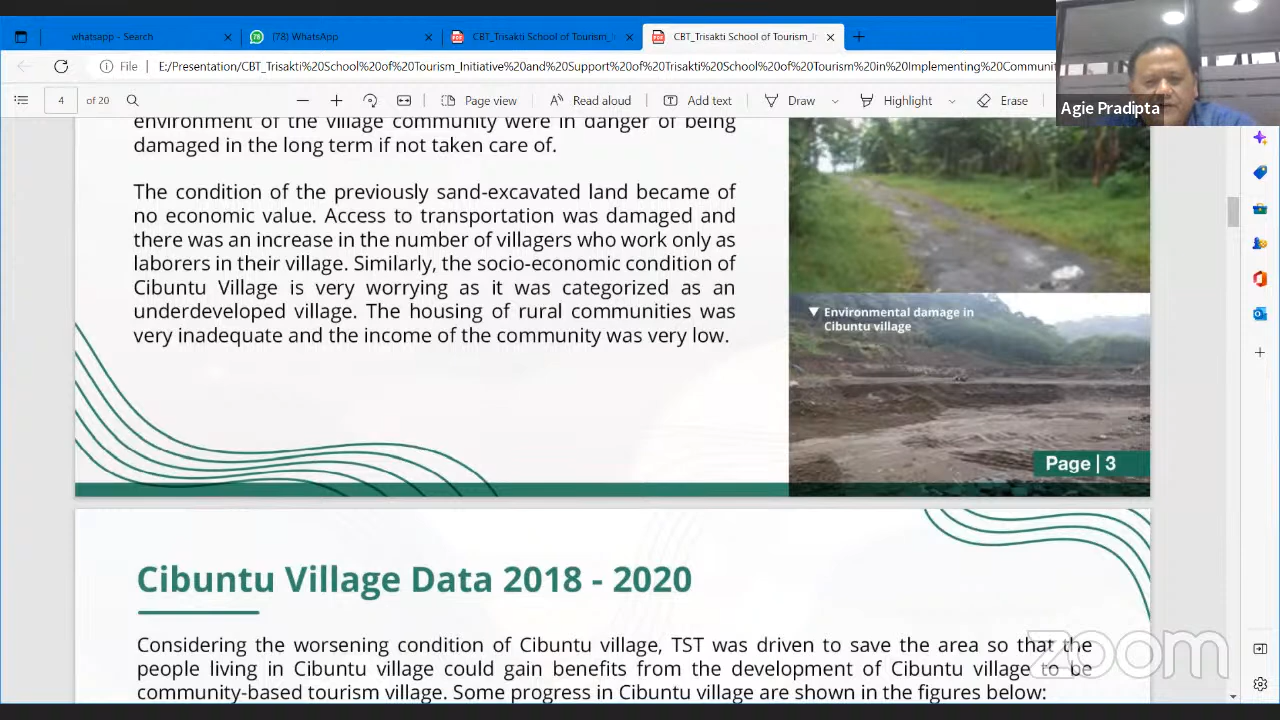 whatsapp - Search
(78) WhatsApp
CBT_Trisakti School of Tourism_I
CBT_Trisakti School of Tourism_I
File
E:/Presentation/CBT_Trisakti%20School%20of%20Tourism_Initiative%20and%20Support%20of%20Trisakti%20School%20of%20Tourism%20in%20Implementing%20Communi
4 of 20
Page view
Read aloud
Add text
Draw
Highlight
Erase
Agie Pradipta
environment of the village community were in danger of being
damaged in the long term if not taken care of.
The condition of the previously sand-excavated land became of
no economic value. Access to transportation was damaged and
there was an increase in the number of villagers who work only as
laborers in their village. Similarly, the socio-economic condition of
Cibuntu Village is very worrying as it was categorized as an
underdeveloped village. The housing of rural communities was
very inadequate and the income of the community was very low.
▼ Environmental damage in
Cibuntu village
Page | 3
Cibuntu Village Data 2018 - 2020
Considering the worsening condition of Cibuntu village, TST was driven to save the area so that the
people living in Cibuntu village could gain benefits from the development of Cibuntu village to be
community-based tourism village. Some progress in Cibuntu village are shown in the figures below:
zoom